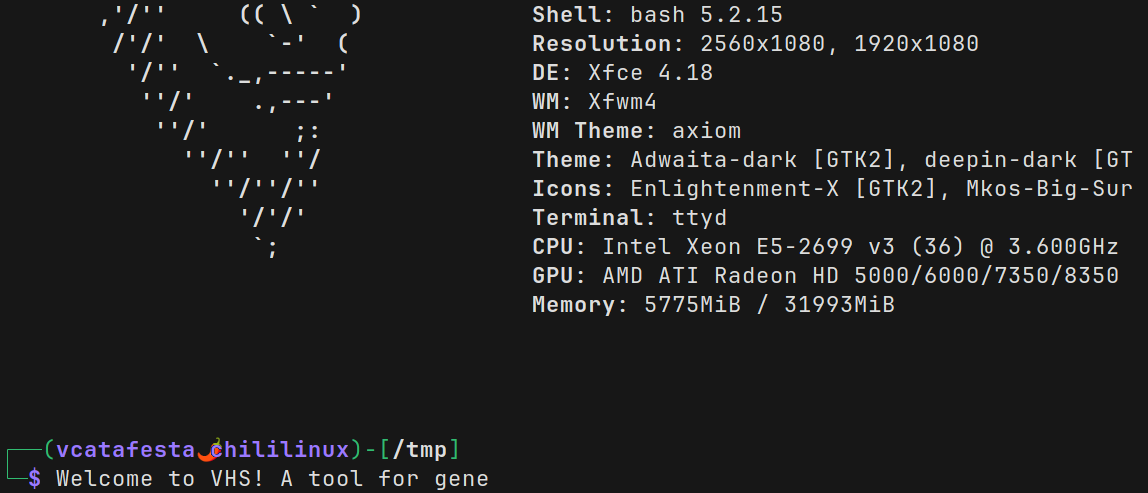 Shell: bash 5.2.15
Resolution: 2560x1080, 1920x1080
DE: Xfce 4.18
WM: Xfwm4
WM Theme: axiom
Theme: Adwaita-dark [GTK2], deepin-dark [GT
Icons: Enlightenment-X [GTK2], Mkos-Big-Sur
Terminal: ttyd
CPU: Intel Xeon E5-2699 v3 (36) @ 3.600GHz
GPU: AMD ATI Radeon HD 5000/6000/7350/8350
Memory: 5775MiB / 31993MiB
(vcatafesta🌶chililinux)-[/tmp]
$ Welcome to VHS! A tool for gene